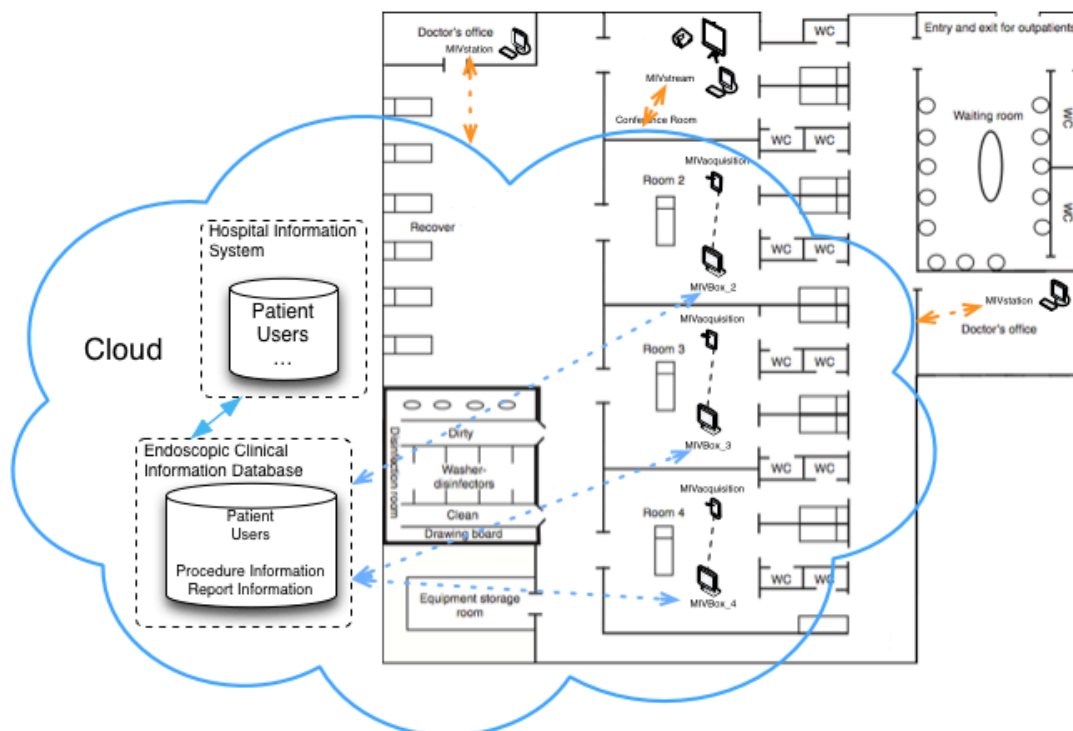 Doctor's office
MIVstation
WC
Entry and exit for outpatients
MIVstream
Conference Room
WC
WC
Waiting room
WC
WC
MIVacquisition
Room 2
Hospital Information
System
Recover
WC
WC
Patient
Users
...
MIVBox_2
MIVstation
Doctor's office
MIVacquisition
Cloud
Room 3
WC
WC
Disinfection room
Dirty
MIVBox_3
Endoscopic Clinical
Information Database
Washer-
disinfectors
WC
WC
MIVacquisition
Patient
Users
Clean
Room 4
Drawing board
Procedure Information
Report Information
WC
WC
Equipment storage
room
MIVBox_4